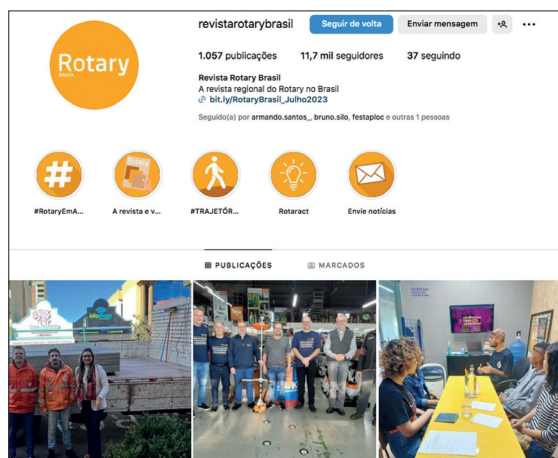 revistarotarybrasil Seguir de volta Enviar mensagem
1.057 publicações 11,7 mil seguidores 37 seguindo
Rotary
BRASIL
Revista Rotary Brasil
A revista regional do Rotary no Brasil
bit.ly/RotaryBrasil_Julho2023
Seguido(a) por armando.santos_, bruno.silo, festaploc e outras 1 pessoas
#
#RotaryEmA... A revista e v... #TRAJETÓR... Rotaract Envie notícias
PUBLICAÇÕES MARCADOS